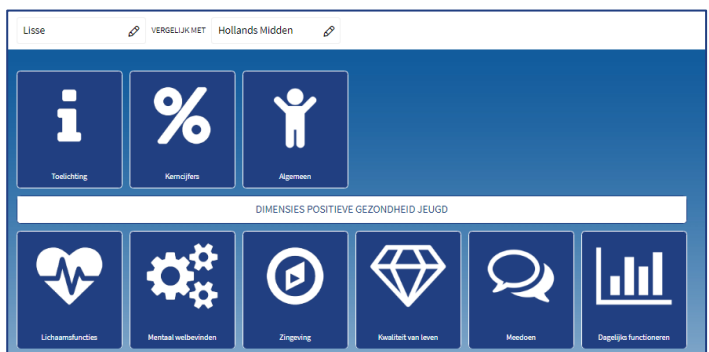 Lisse VERGELIJK MET Hollands Midden
Toelichting Kerncijfers Algemeen
DIMENSIES POSITIEVE GEZONDHEID JEUGD
Lichaamsfuncties Mentaal welbevinden Zingeving Kwaliteit van leven Meedoen Dagelijks functioneren